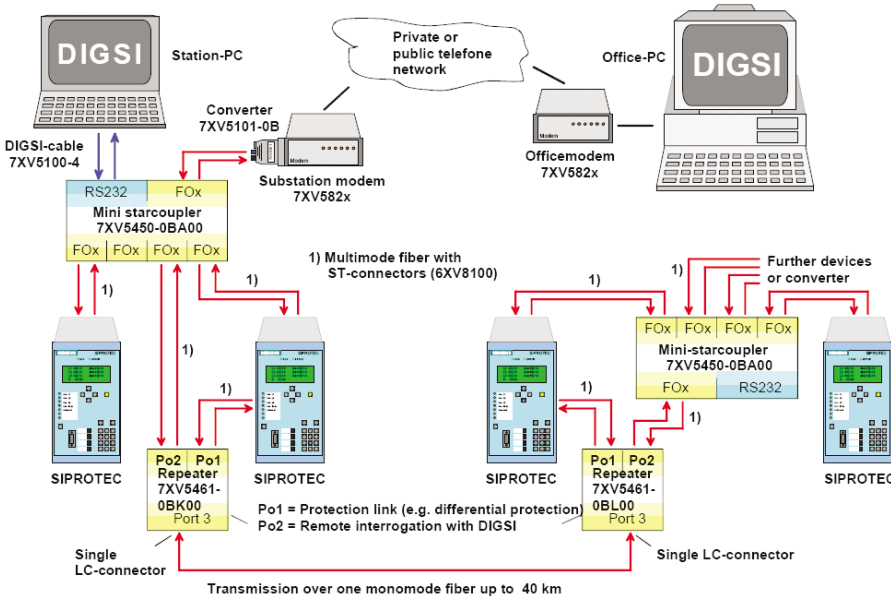 DIGSI
Station-PC
Private or
public telefone
network
Office-PC
DIGSI
Converter
7XV5101-0B
DIGSI-cable
7XV5100-4
Modem
Substation modem
7XV582x
Modem
Officemodem
7XV582x
RS232
FOx
Mini starcoupler
7XV5450-0BA00
FOx
FOx
FOx
FOx
1) Multimode fiber with
ST-connectors (6XV8100)
1)
Further devices
or converter
1)
1)
1)
1)
1)
1)
1)
FOx
FOx
FOx
FOx
Mini-starcoupler
7XV5450-0BA00
FOx
RS232
SIPROTEC
SIPROTEC
SIPROTEC
SIPROTEC
SIPROTEC
SIPROTEC
SIPROTEC
SIPROTEC
Po2
Po1
Repeater
7XV5461-
0BK00
Port 3
Po1 = Protection link (e.g. differential protection)
Po2 = Remote interrogation with DIGSI
Po1
Po2
Repeater
7XV5461-
0BL00
Port 3
Single
LC-connector
Single LC-connector
Transmission over one monomode fiber up to 40 km